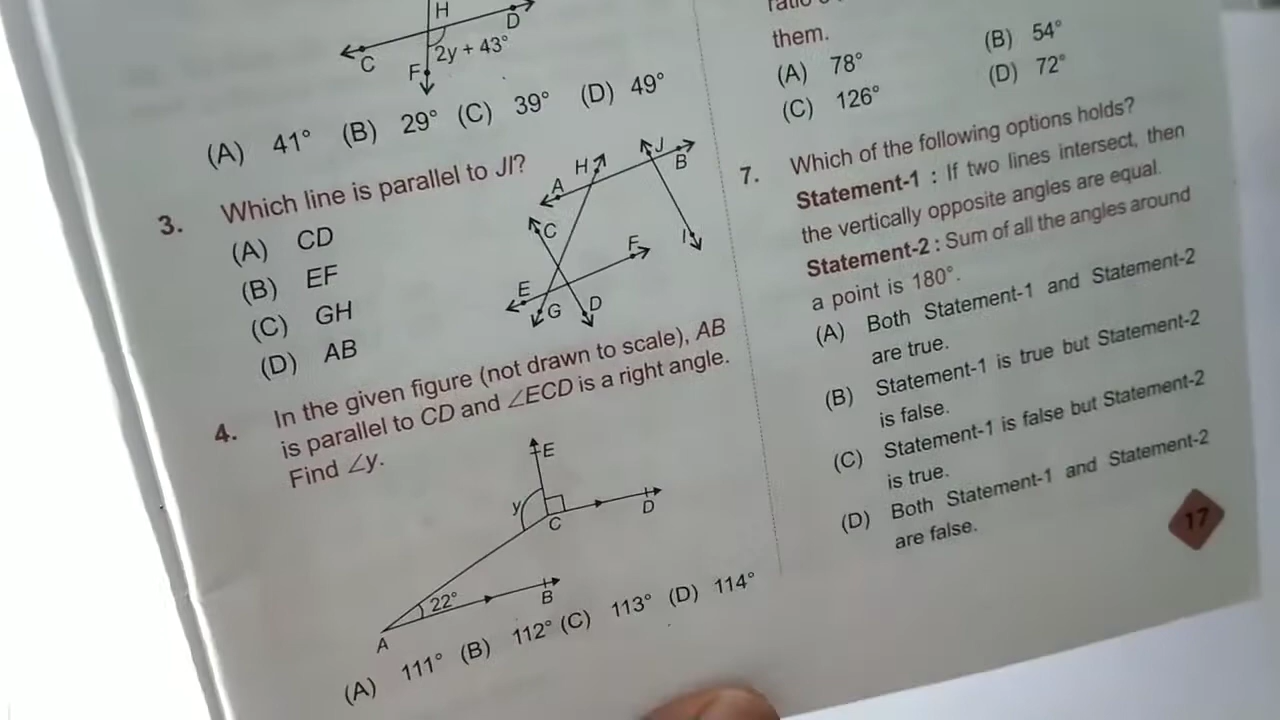 H
D
C
F
2y + 43°
(A) 41° (B) 29° (C) 39° (D) 49°
3. Which line is parallel to JI?
(A) CD
(B) EF
(C) GH
(D) AB
H
J
B
A
C
F
I
E
G
D
4. In the given figure (not drawn to scale), AB
is parallel to CD and ∠ECD is a right angle.
Find ∠y.
E
y
C
D
22°
B
A
(A) 111° (B) 112° (C) 113° (D) 114°
them.
(A) 78° (B) 54°
(C) 126° (D) 72°
7. Which of the following options holds?
Statement-1 : If two lines intersect, then
the vertically opposite angles are equal.
Statement-2 : Sum of all the angles around
a point is 180°.
(A) Both Statement-1 and Statement-2
are true.
(B) Statement-1 is true but Statement-2
is false.
(C) Statement-1 is false but Statement-2
is true.
(D) Both Statement-1 and Statement-2
are false.
17